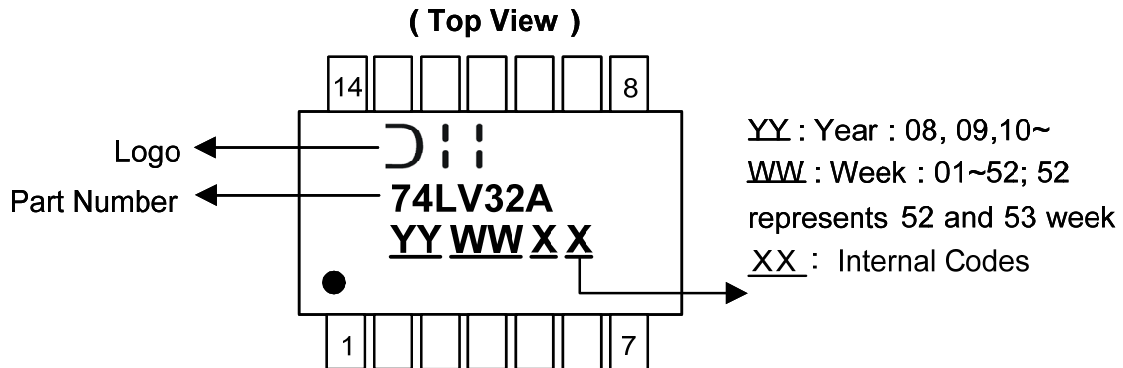 ( Top View )
14 8
Logo
Part Number
74LV32A
YY WW X X
1 7
YY : Year : 08, 09,10~
WW : Week : 01~52; 52
represents 52 and 53 week
XX : Internal Codes